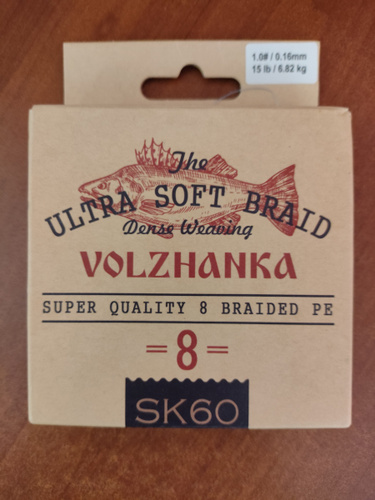 1.0# / 0.16mm
15 lb / 6.82 kg
The
ULTRA SOFT BRAID
Dense Weaving
VOLZHANKA
SUPER QUALITY 8 BRAIDED PE
=8=
SK60